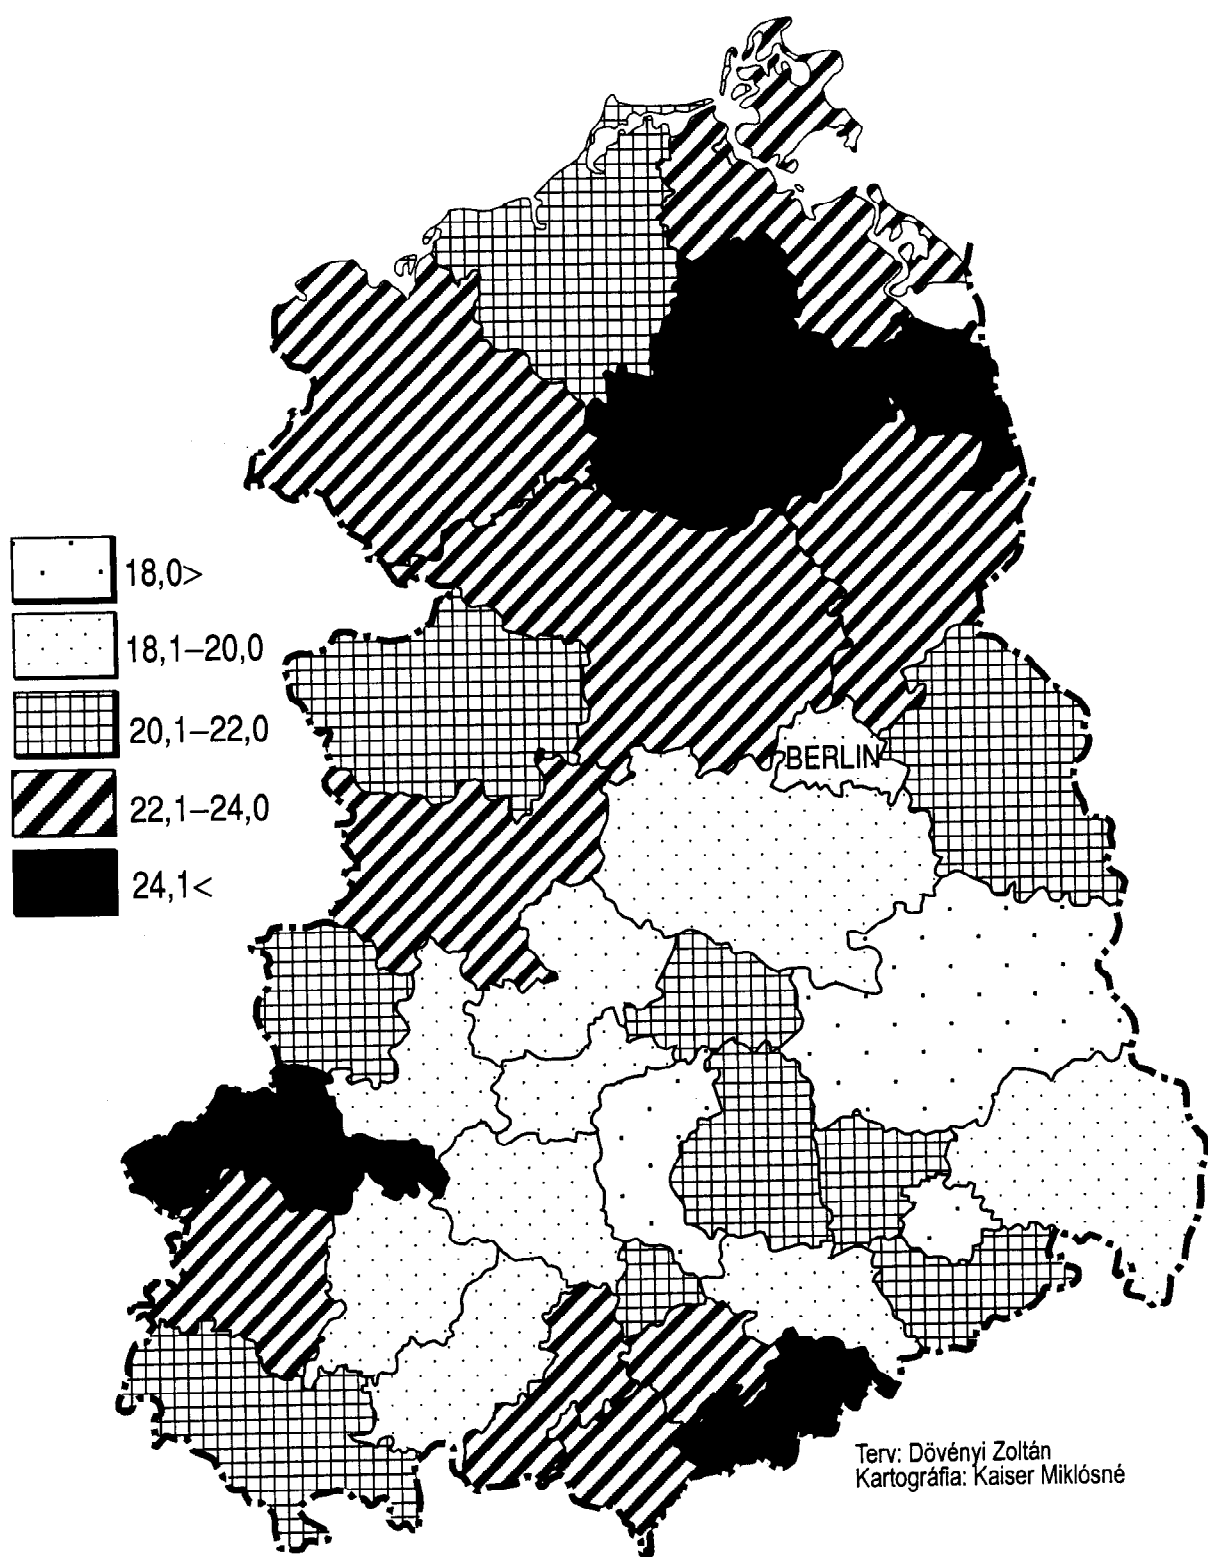 18,0>
18,1–20,0
20,1–22,0
22,1–24,0
24,1<
BERLIN
Terv: Dövényi Zoltán
Kartográfia: Kaiser Miklósné